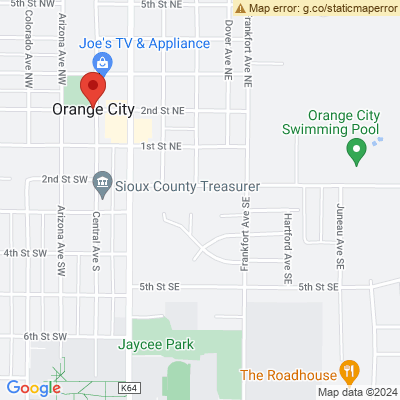 5th St NW
5th St NE
Map error: g.co/staticmaperror
Colorado Ave NW
Arizona Ave NW
Joe's TV & Appliance
Dover Ave NE
Frankfort Ave NE
Orange City
2nd St NE
Orange City
Swimming Pool
1st St NE
2nd St SW
Sioux County Treasurer
Arizona Ave SW
Central Ave S
Frankfort Ave SE
Hartford Ave SE
Juneau Ave SE
4th St SW
5th St SE
5th St SE
6th St SW
Jaycee Park
The Roadhouse
Google
K64
Map data ©2024